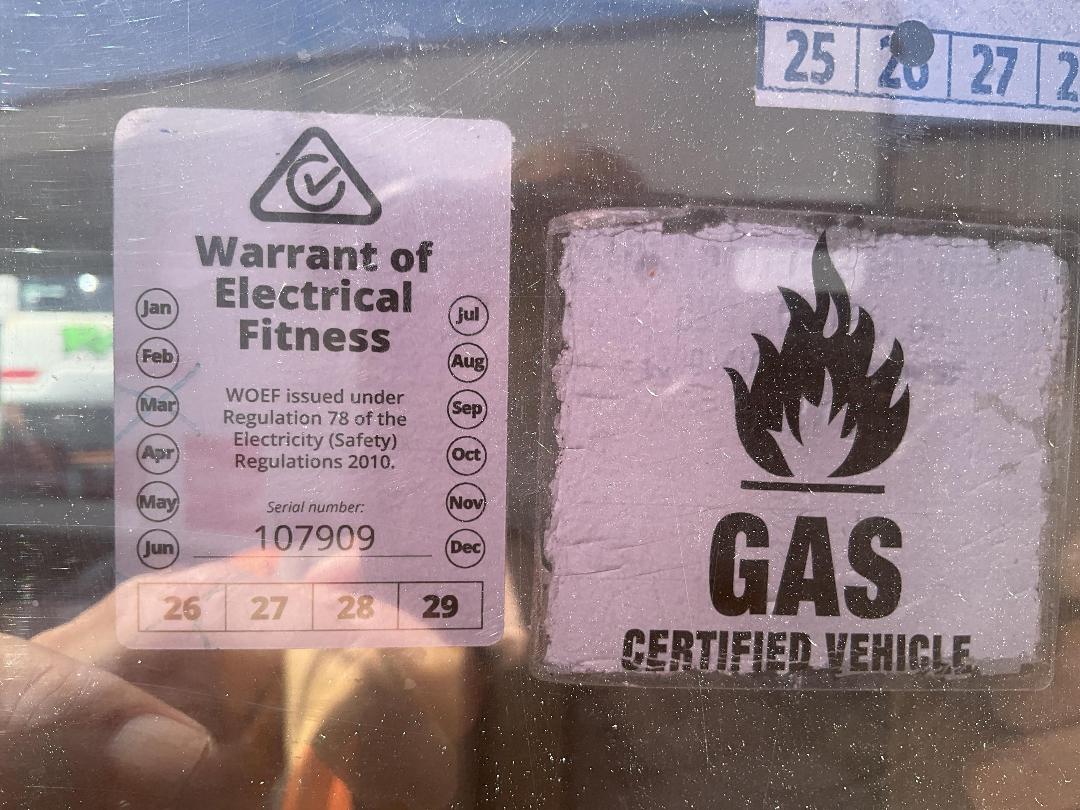 25 26 27
Warrant of
Electrical
Fitness
Jan
Feb
Mar
Apr
May
Jun
WOEF issued under
Regulation 78 of the
Electricity (Safety)
Regulations 2010.
Serial number:
107909
Jul
Aug
Sep
Oct
Nov
Dec
26 27 28 29
GAS
CERTIFIED VEHICLE